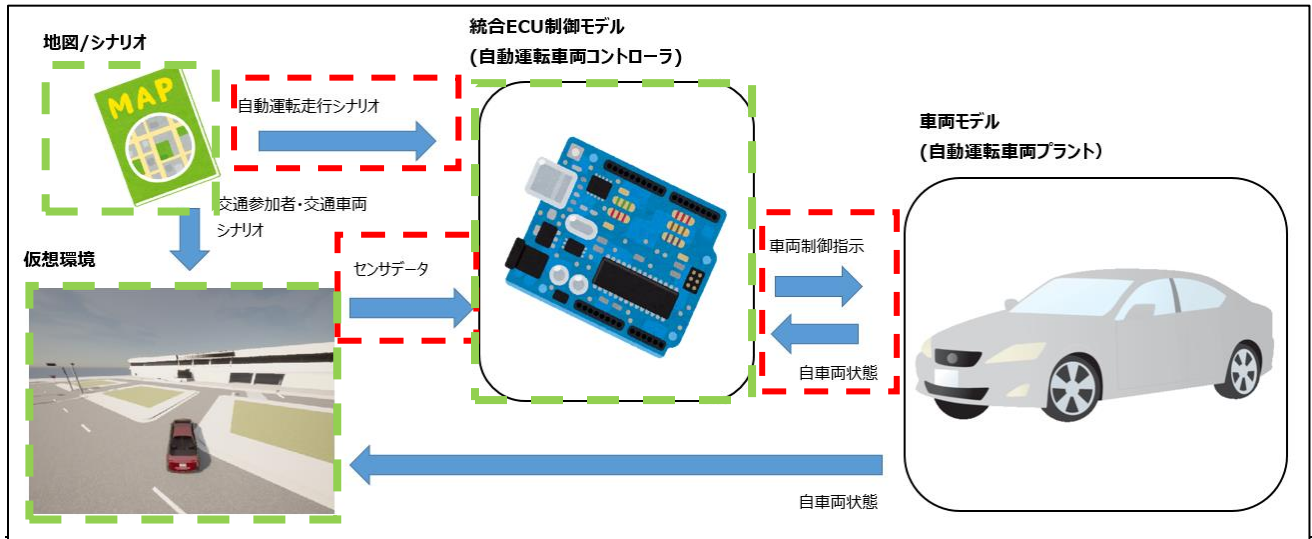 地図/シナリオ
MAP
自動運転走行シナリオ
交通参加者・交通車両
シナリオ
仮想環境
センサデータ
統合ECU制御モデル
(自動運転車両コントローラ)
車両制御指示
自車両状態
車両モデル
(自動運転車両プラント）
自車両状態